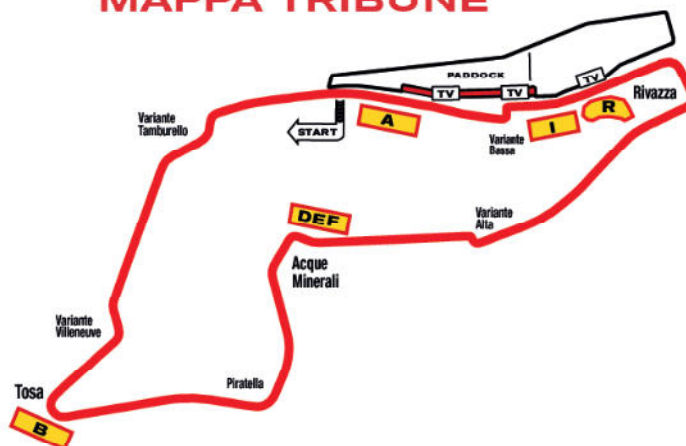 MAPPA TRIBUNE
PADDOCK
TV
TV
TV
Rivazza
R
Variante
Tamburello
START
A
Variante
Bassa
I
DEF
Variante
Alta
Acque
Minerali
Variante
Villeneuve
Tosa
Piratella
B